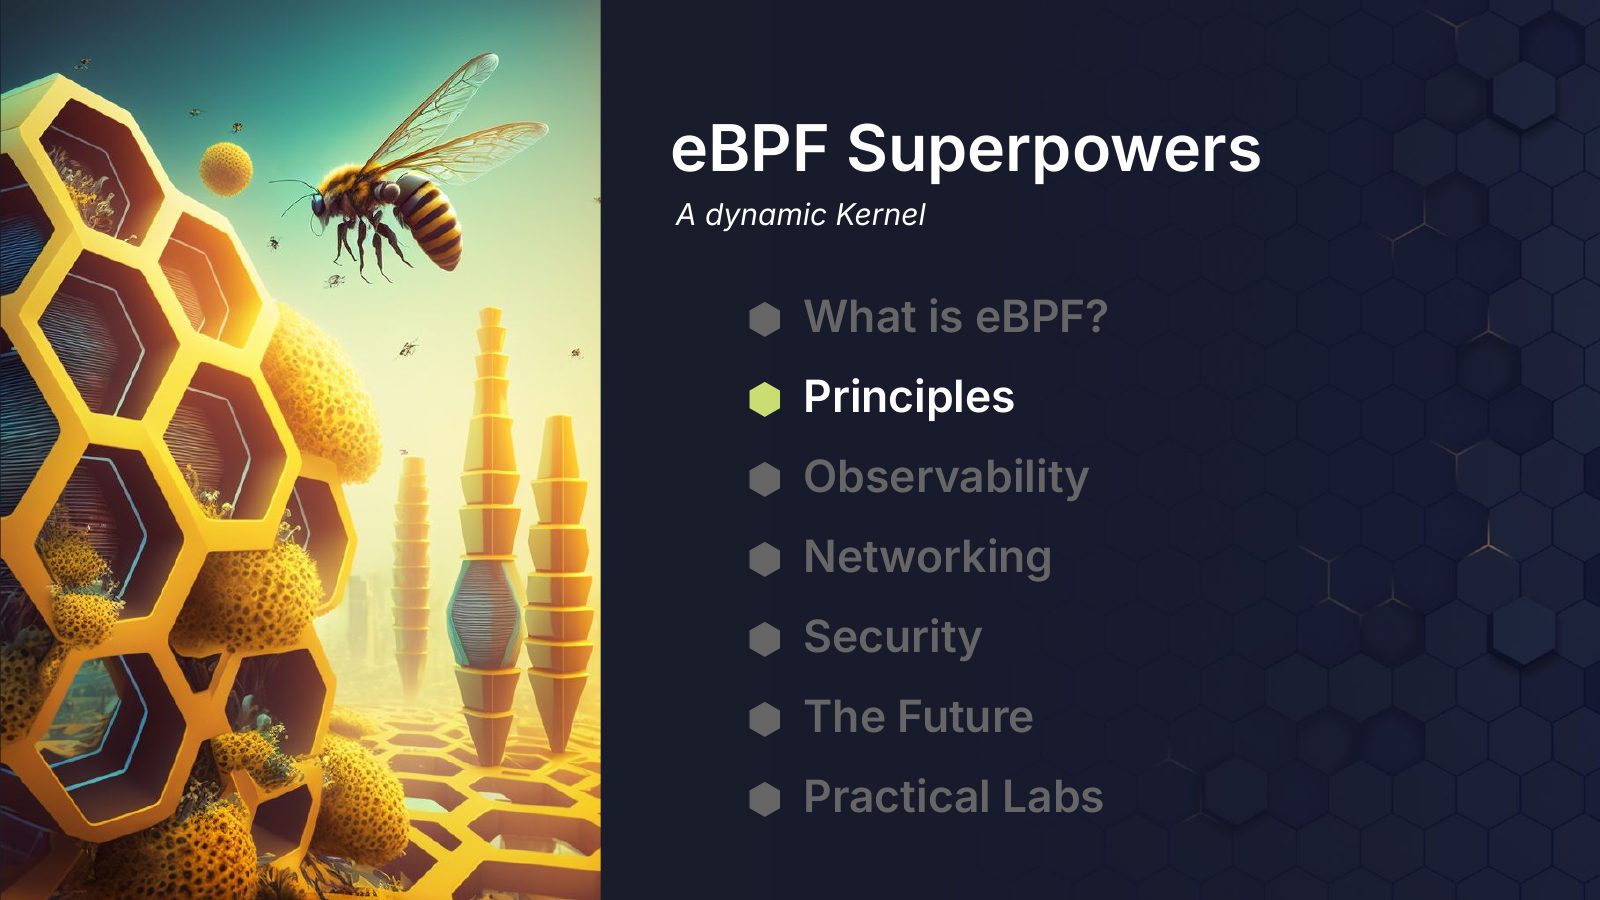 eBPF Superpowers
A dynamic Kernel
What is eBPF?
Principles
Observability
Networking
Security
The Future
Practical Labs